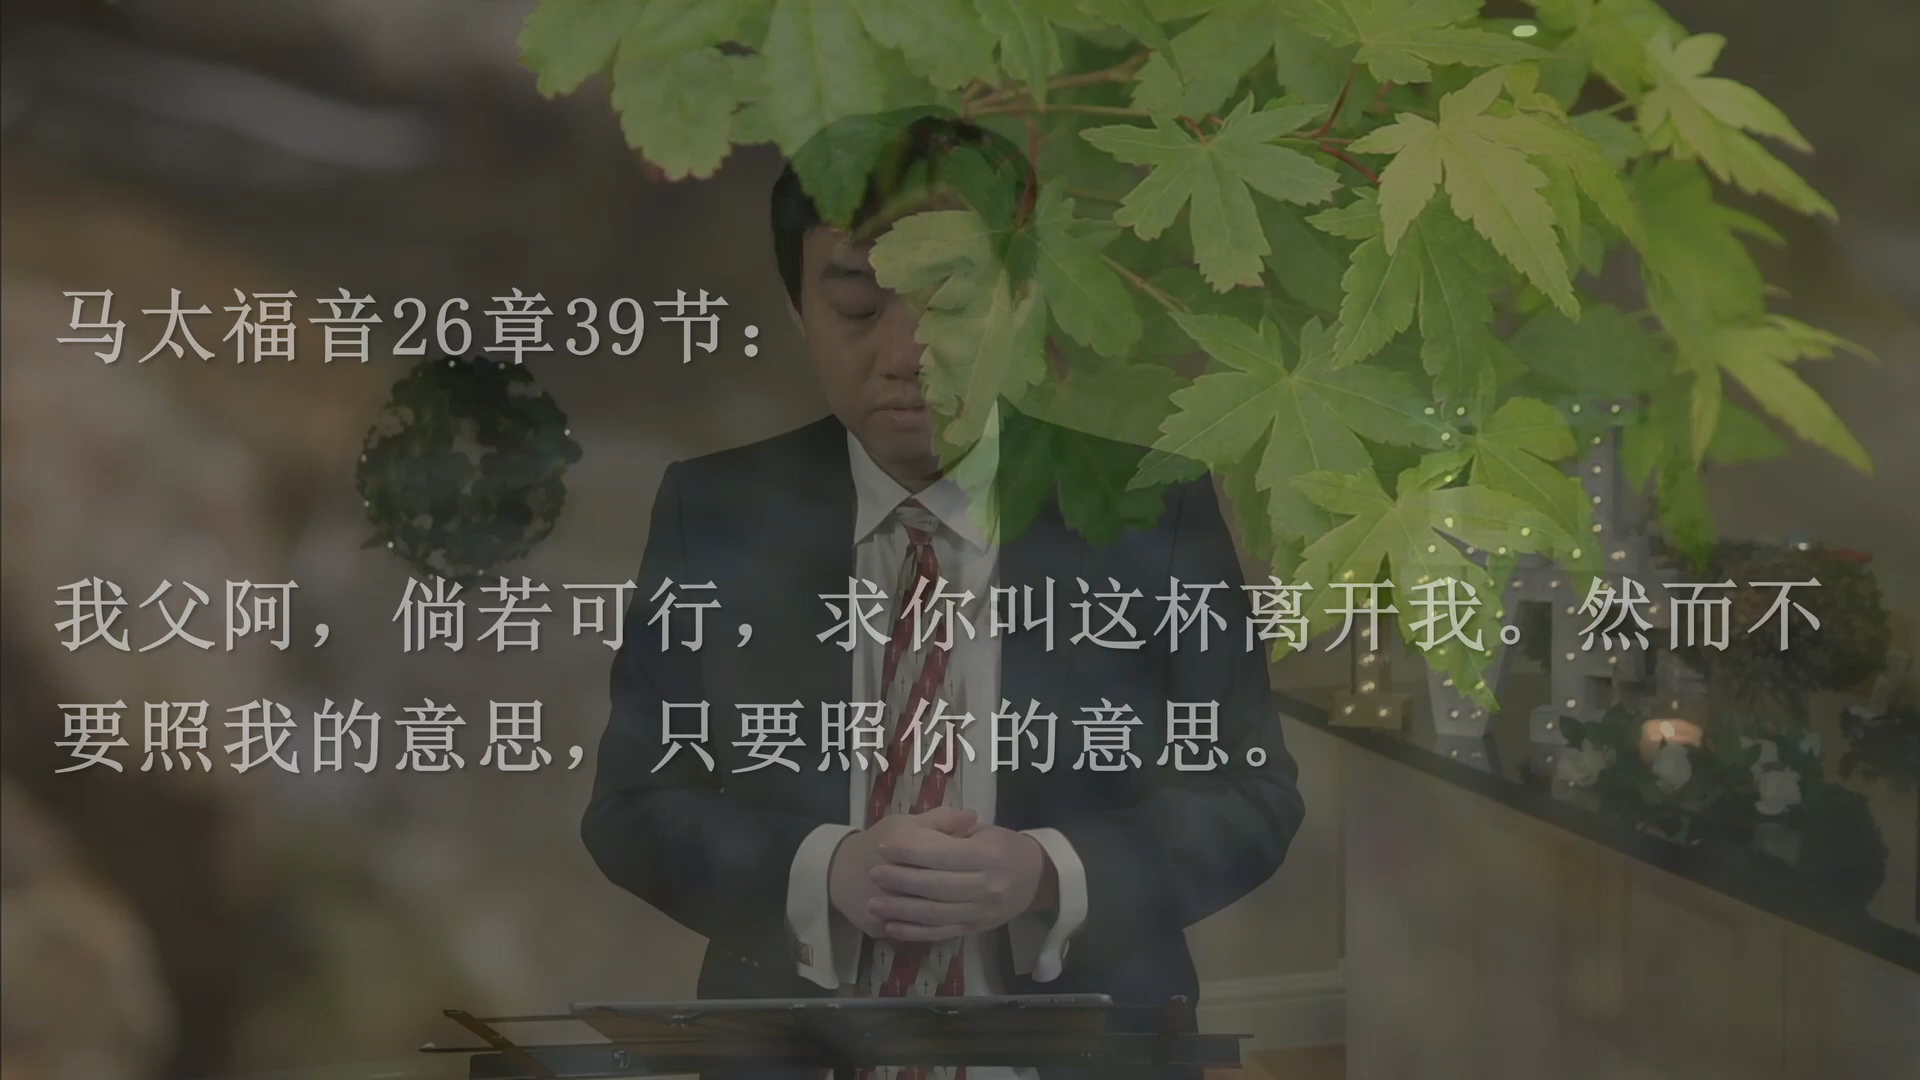 马太福音26章39节：
我父阿，倘若可行，求你叫这杯离开我。然而不
要照我的意思，只要照你的意思。